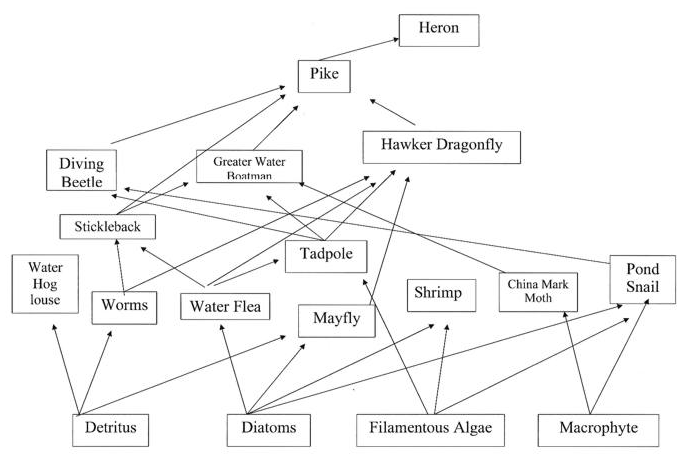 Heron
Pike
Hawker Dragonfly
Diving
Beetle
Greater Water
Boatman
Stickleback
Tadpole
Water
Hog
louse
Worms
Water Flea
Mayfly
Shrimp
China Mark
Moth
Pond
Snail
Detritus
Diatoms
Filamentous Algae
Macrophyte